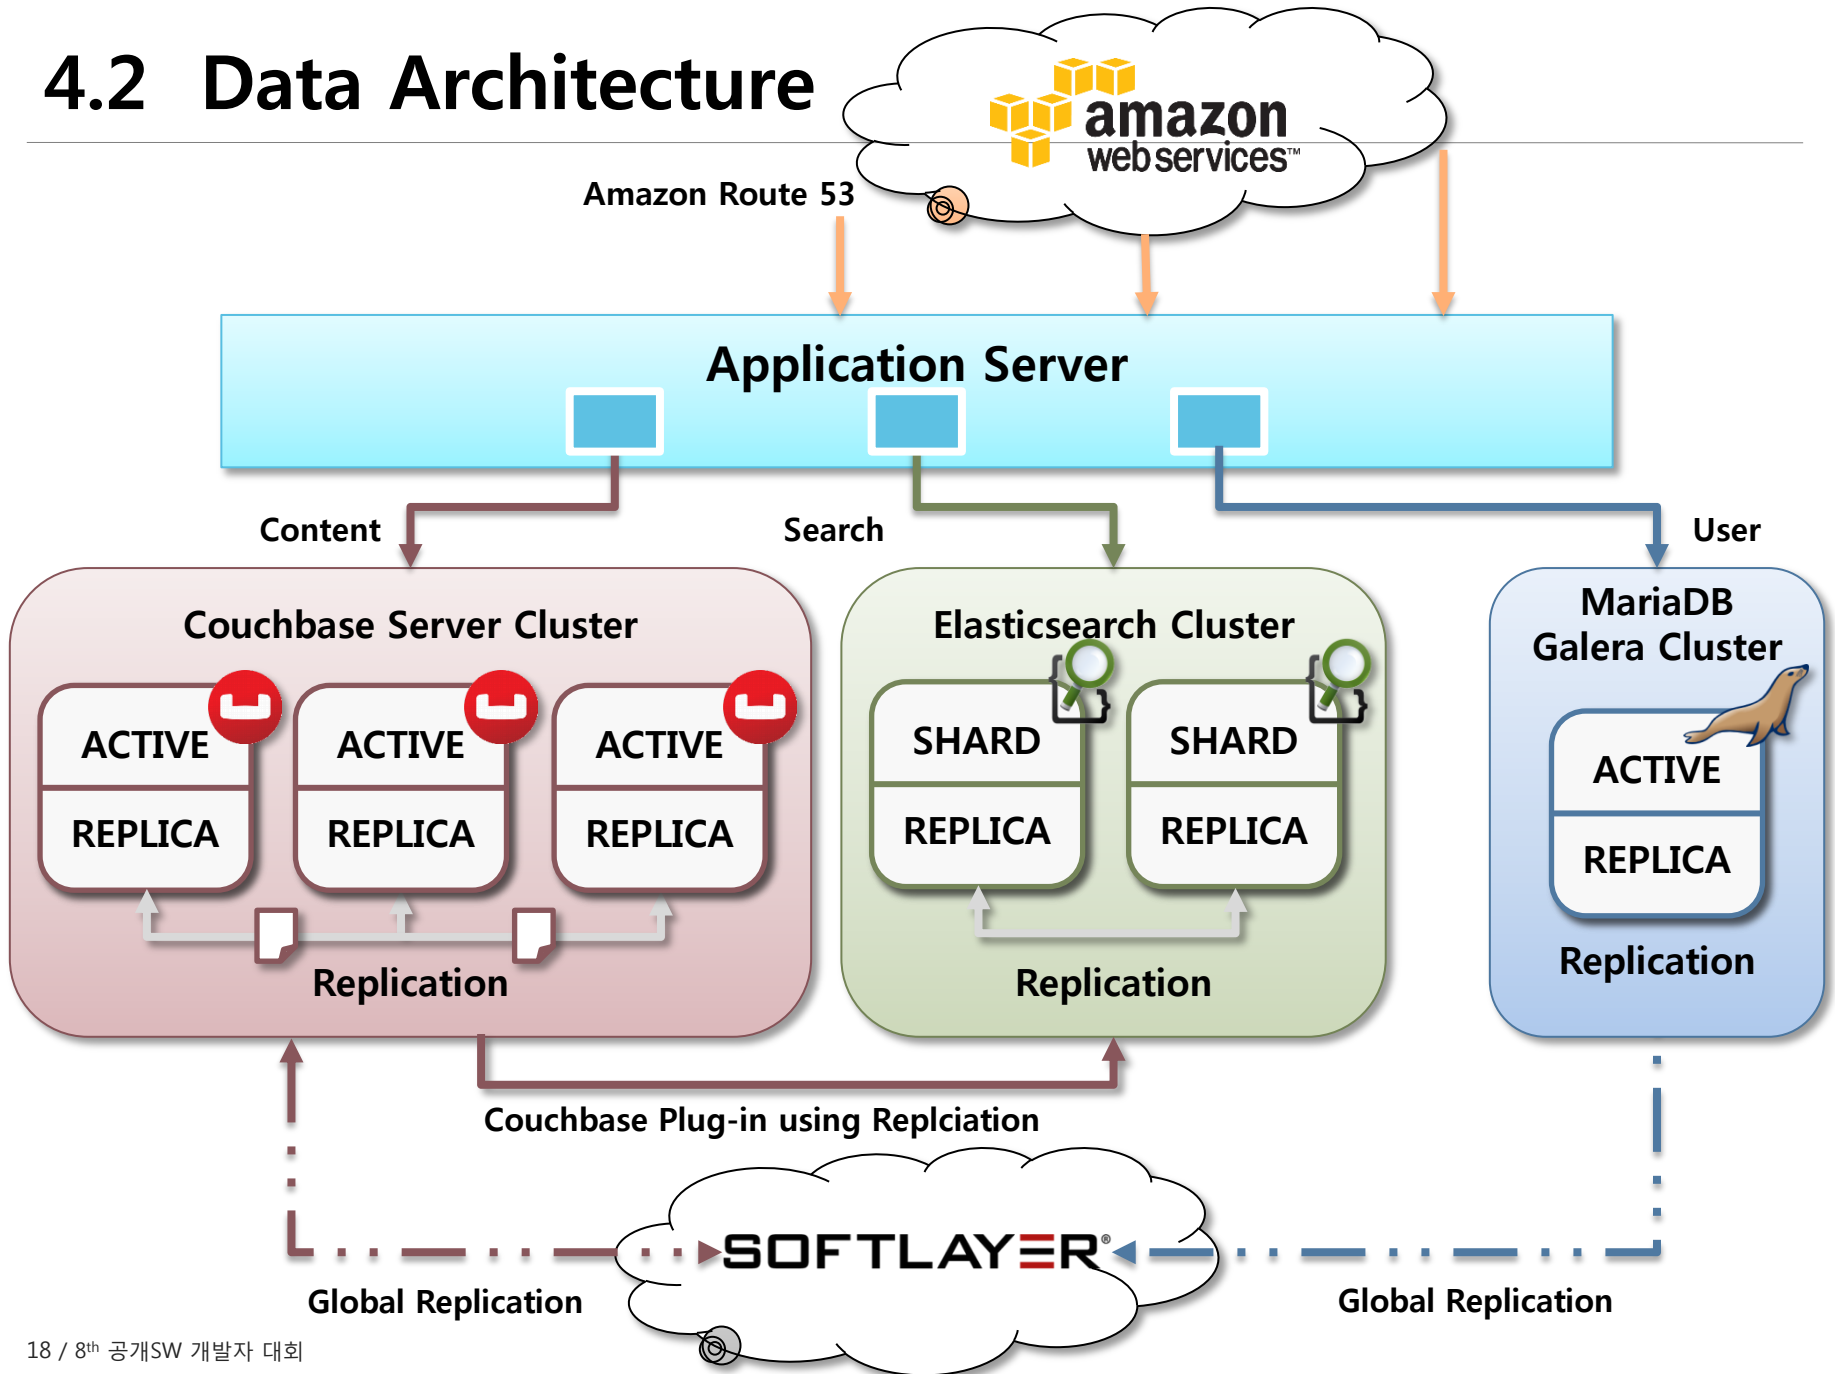 4.2 Data Architecture
amazon
web services™
Amazon Route 53
Application Server
Content
Search
User
Couchbase Server Cluster
ACTIVE
REPLICA
ACTIVE
REPLICA
ACTIVE
REPLICA
Replication
Elasticsearch Cluster
SHARD
REPLICA
SHARD
REPLICA
Replication
MariaDB
Galera Cluster
ACTIVE
REPLICA
Replication
Couchbase Plug-in using Replciation
SOFTLAYER®
Global Replication
Global Replication
18 / 8th 공개SW 개발자 대회